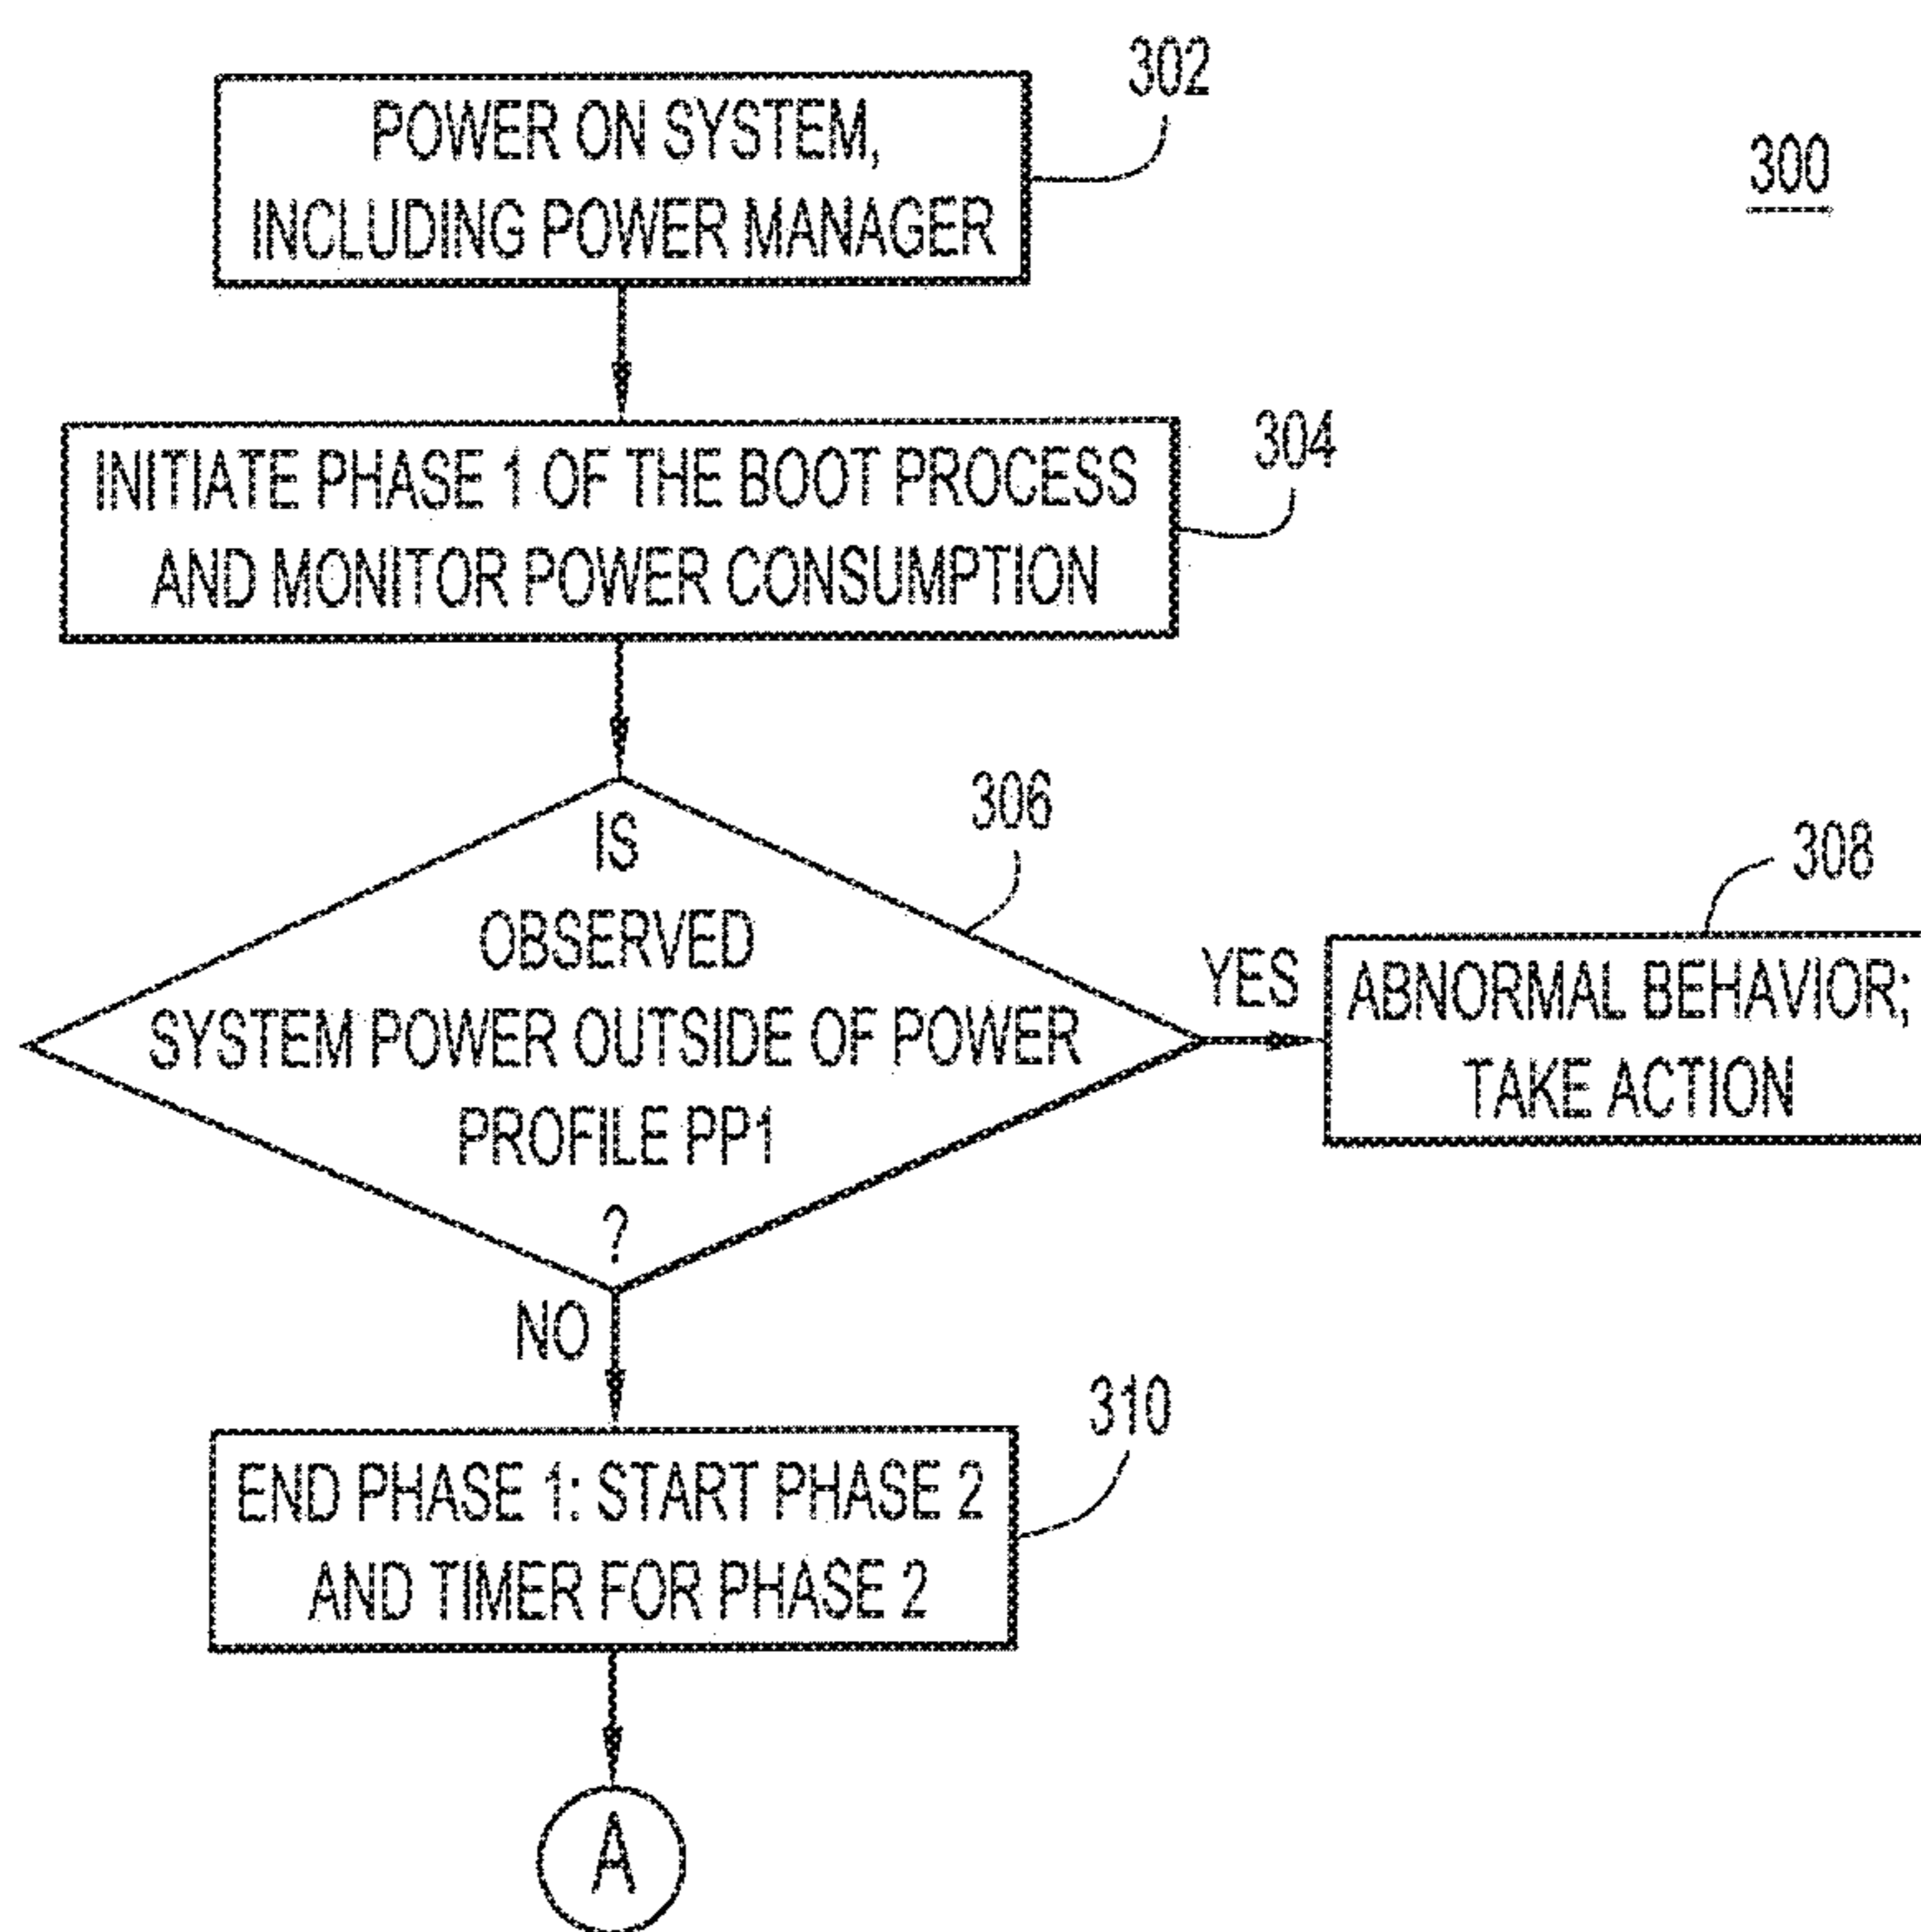 302
POWER ON SYSTEM,
INCLUDING POWER MANAGER
300
304
INITIATE PHASE 1 OF THE BOOT PROCESS
AND MONITOR POWER CONSUMPTION
306
IS
OBSERVED
SYSTEM POWER OUTSIDE OF POWER
PROFILE PP1
?
YES
308
ABNORMAL BEHAVIOR;
TAKE ACTION
NO
310
END PHASE 1: START PHASE 2
AND TIMER FOR PHASE 2
A